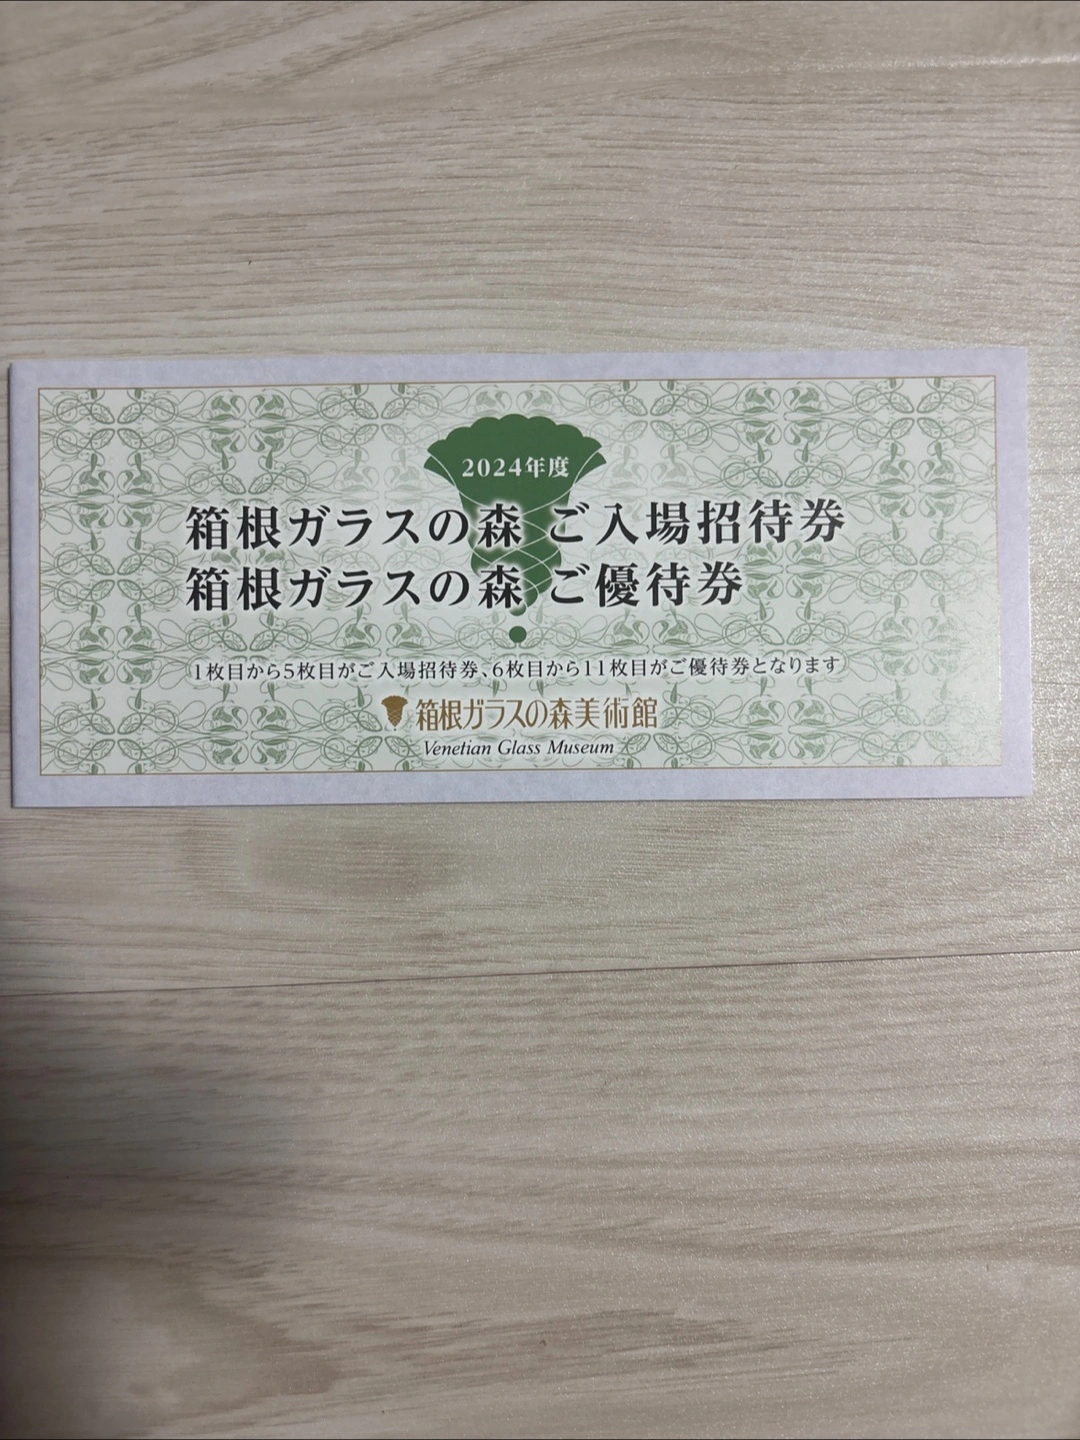 2024年度
箱根ガラスの森 ご入場招待券
箱根ガラスの森 ご優待券
1枚目から5枚目がご入場招待券、6枚目から11枚目がご優待券となります
箱根ガラスの森美術館
Venetian Glass Museum